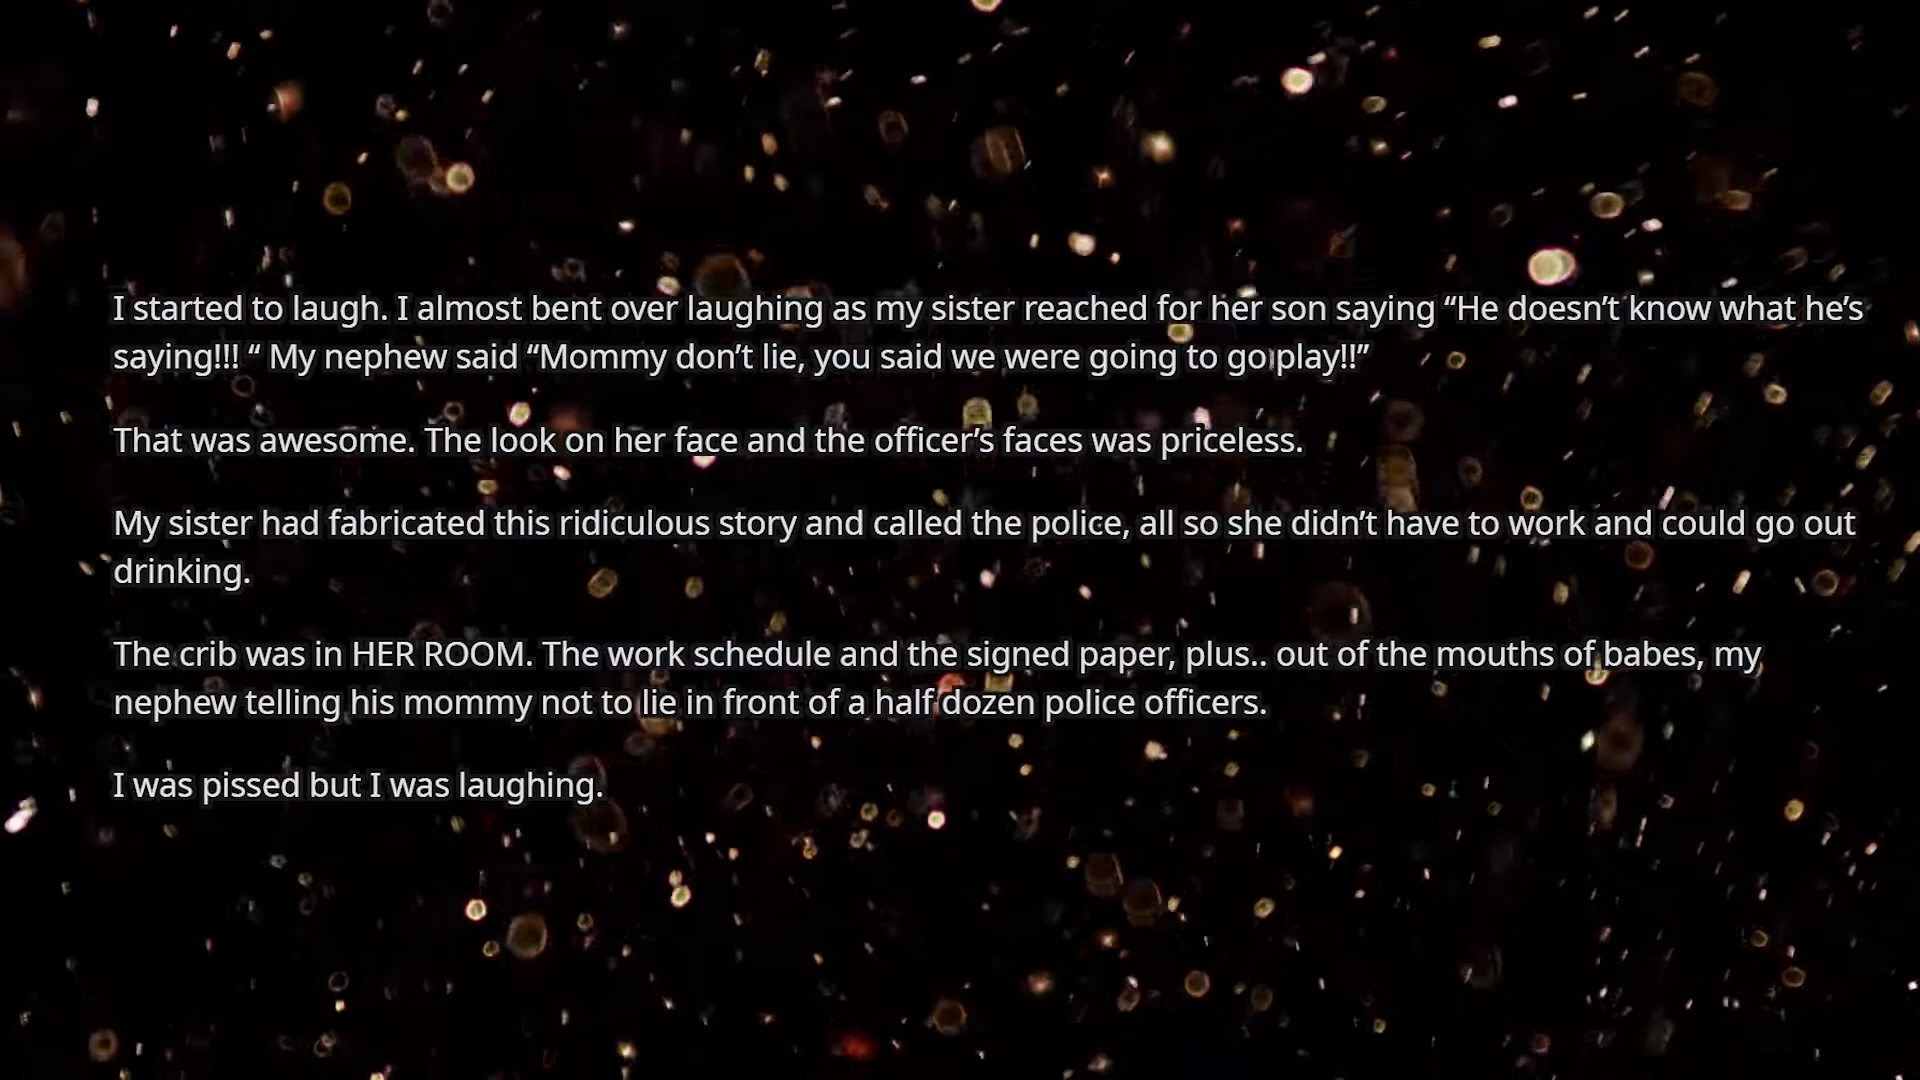 I started to laugh. I almost bent over laughing as my sister reached for her son saying “He doesn’t know what he’s
saying!!! “ My nephew said “Mommy don’t lie, you said we were going to go play!!”
That was awesome. The look on her face and the officer’s faces was priceless.
My sister had fabricated this ridiculous story and called the police, all so she didn’t have to work and could go out
drinking.
The crib was in HER ROOM. The work schedule and the signed paper, plus.. out of the mouths of babes, my
nephew telling his mommy not to lie in front of a half dozen police officers.
I was pissed but I was laughing.